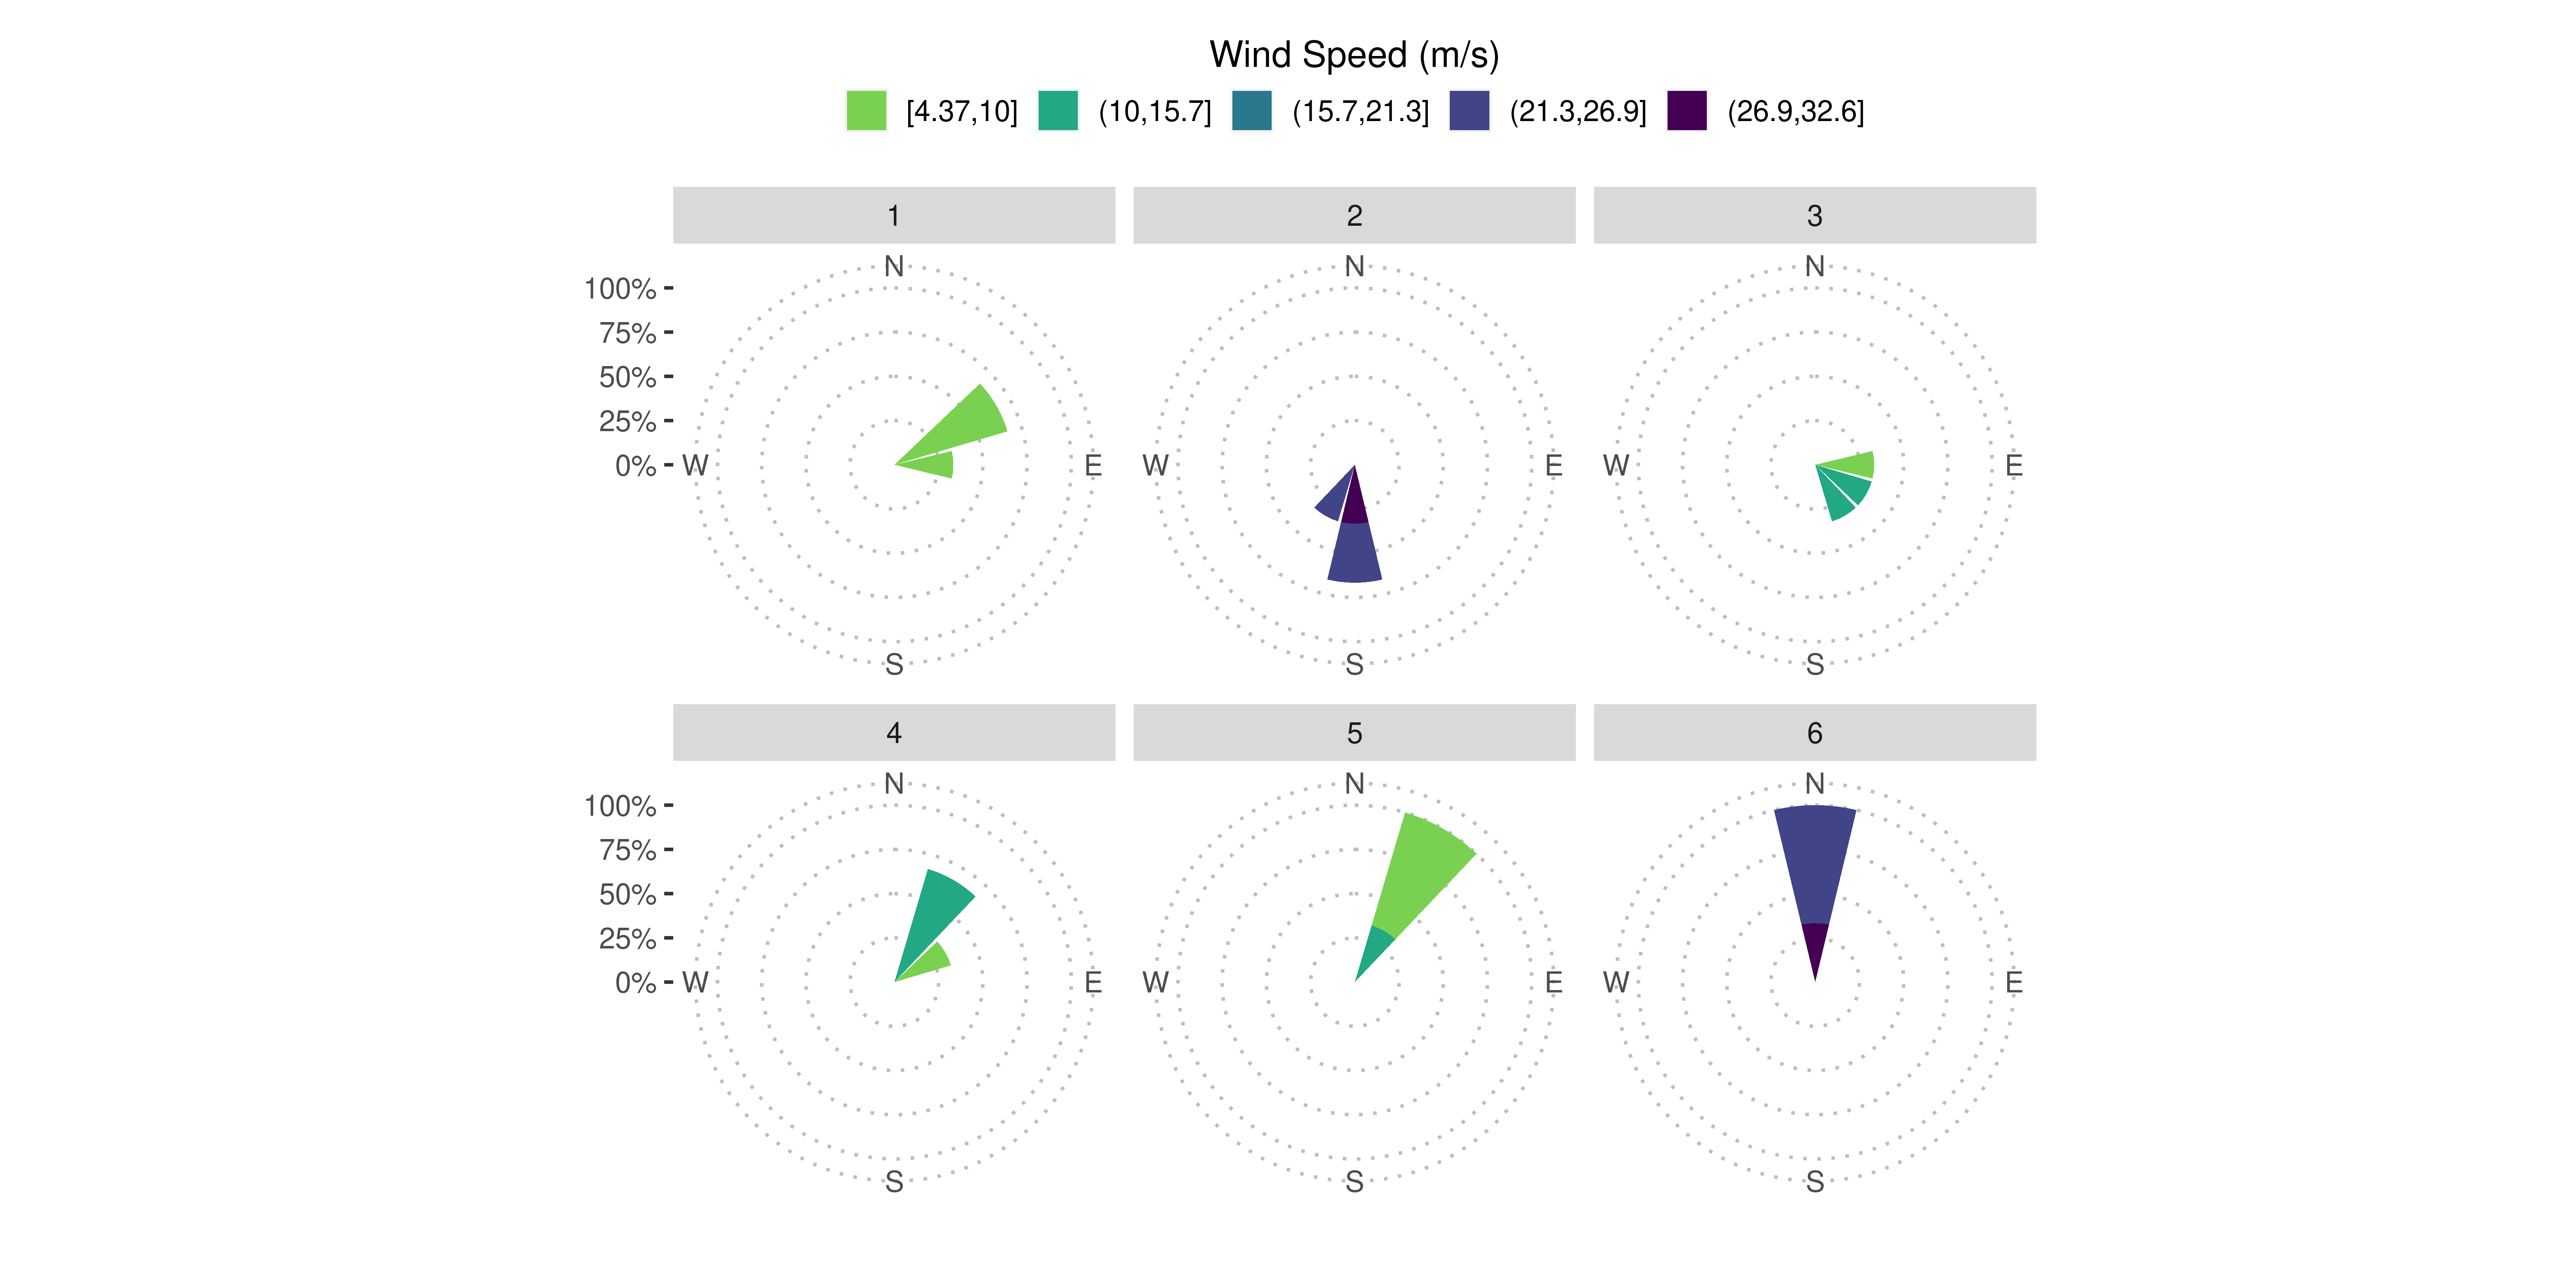 Wind Speed (m/s)
[4.37,10] (10,15.7] (15.7,21.3] (21.3,26.9] (26.9,32.6]
1 2 3
N N N
100%
75%
50%
25%
0% W E W E W E
S S S
4 5 6
N N N
100%
75%
50%
25%
0% W E W E W E
S S S